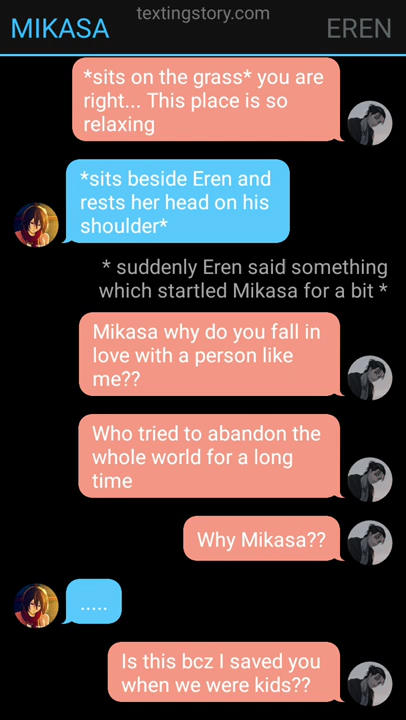 textingstory.com
MIKASA
EREN
*sits on the grass* you are
right... This place is so
relaxing
*sits beside Eren and
rests her head on his
shoulder*
* suddenly Eren said something
which startled Mikasa for a bit *
Mikasa why do you fall in
love with a person like
me??
Who tried to abandon the
whole world for a long
time
Why Mikasa??
.....
Is this bcz I saved you
when we were kids??